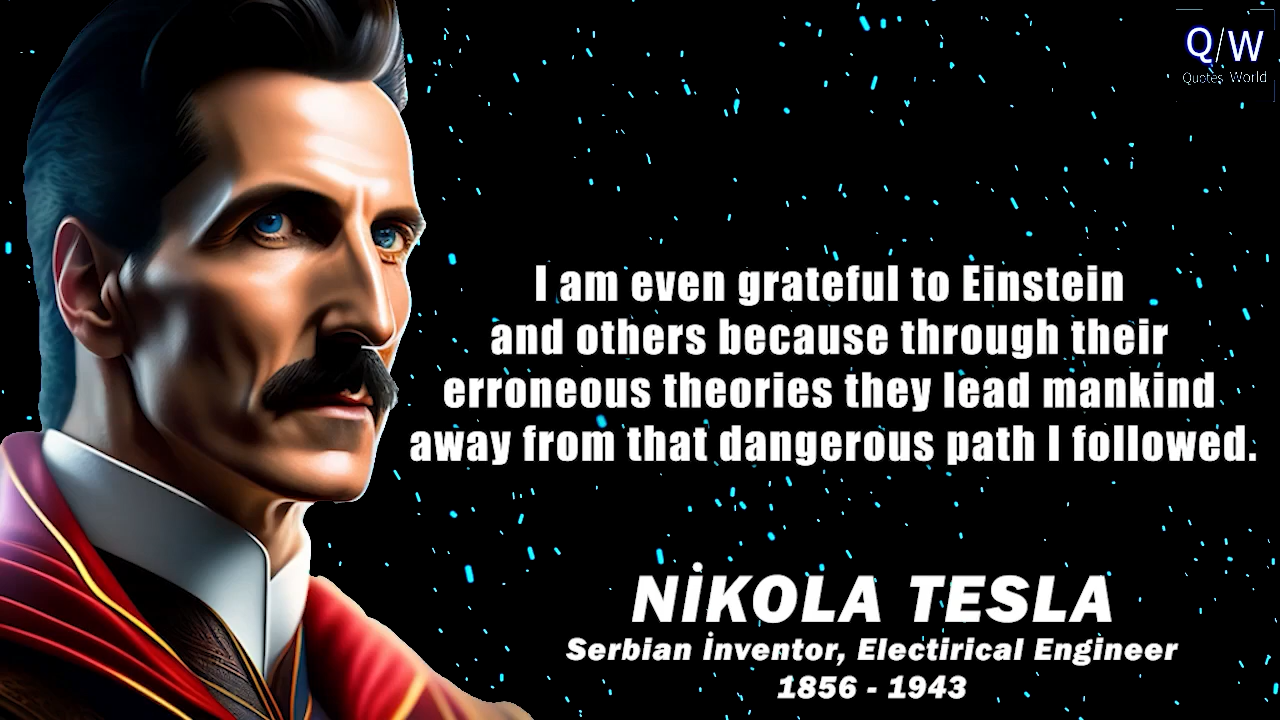 Q/W
Quotes World
I am even grateful to Einstein
and others because through their
erroneous theories they lead mankind
away from that dangerous path I followed.
NİKOLA TESLA
Serbian İnventor, Electirical Engineer
1856 - 1943